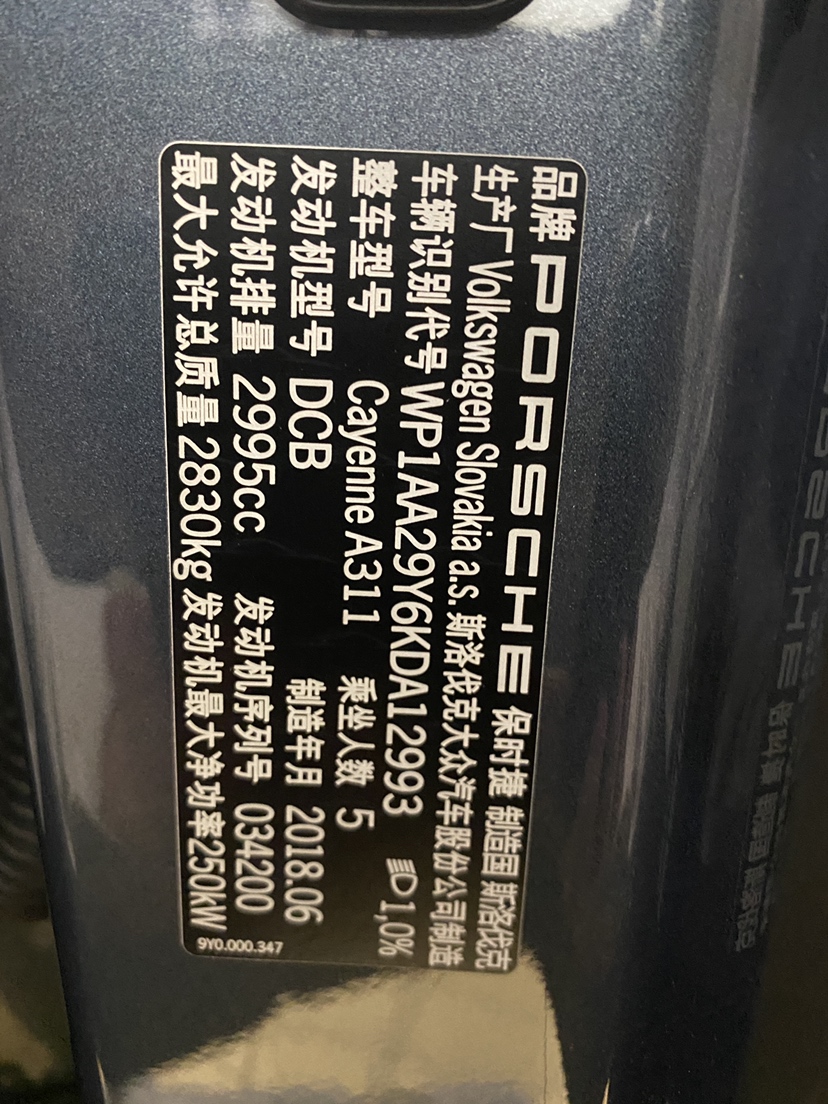 品牌 PORSCHE 保时捷 制造国 斯洛伐克
生产厂 Volkswagen Slovakia a.s. 斯洛伐克大众汽车股份公司制造
车辆识别代号 WP1AA29Y6KDA12993 1,0%
整车型号 Cayenne A311 乘坐人数 5
发动机型号 DCB 制造年月 2018.06
发动机排量 2995cc 发动机序列号 034200
最大允许总质量 2830kg 发动机最大净功率250kW
9Y0.000.347